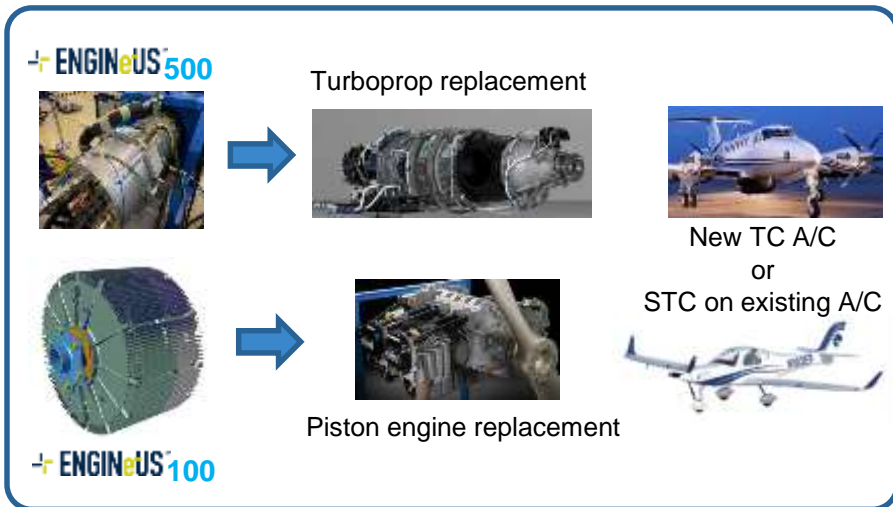 ENGINeUS 500
Turboprop replacement
New TC A/C
or
STC on existing A/C
Piston engine replacement
ENGINeUS 100